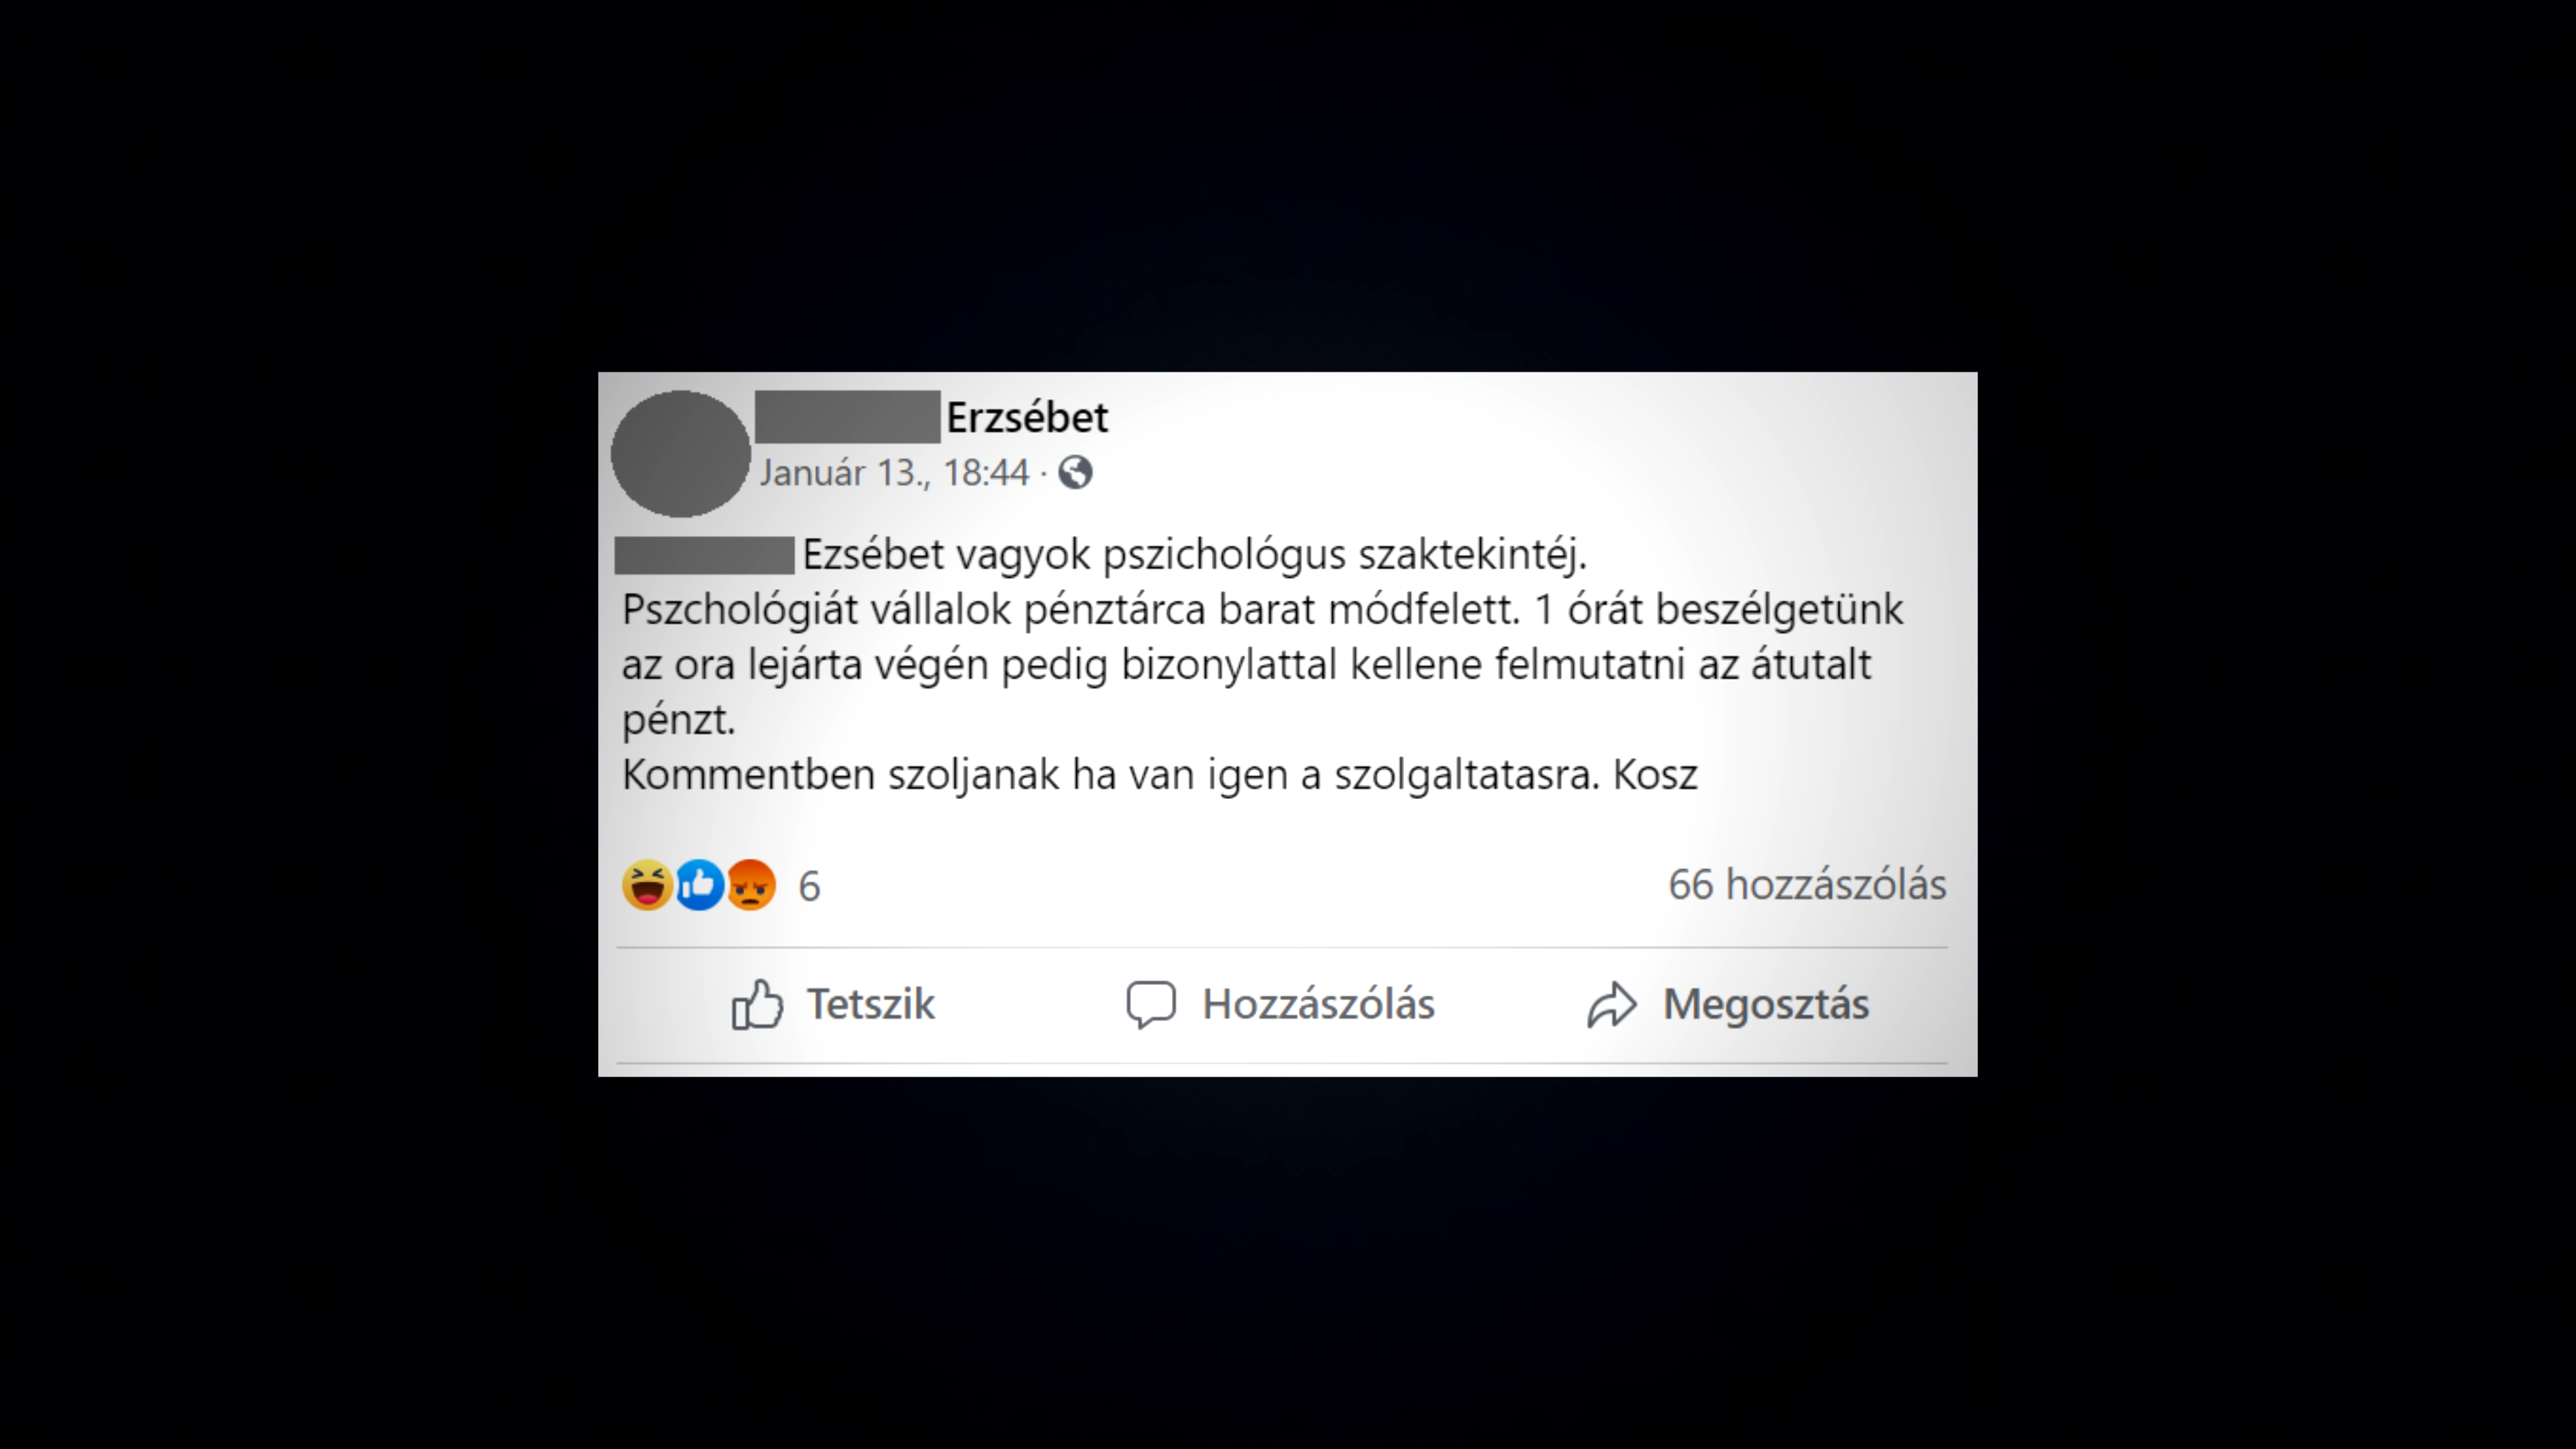 Erzsébet
Január 13., 18:44 ·
Ezsébet vagyok pszichológus szaktekintéj.
Pszchológiát vállalok pénztárca barat módfelett. 1 órát beszélgetünk
az ora lejárta végén pedig bizonylattal kellene felmutatni az átutalt
pénzt.
Kommentben szoljanak ha van igen a szolgaltatasra. Kosz
6 66 hozzászólás
Tetszik Hozzászólás Megosztás